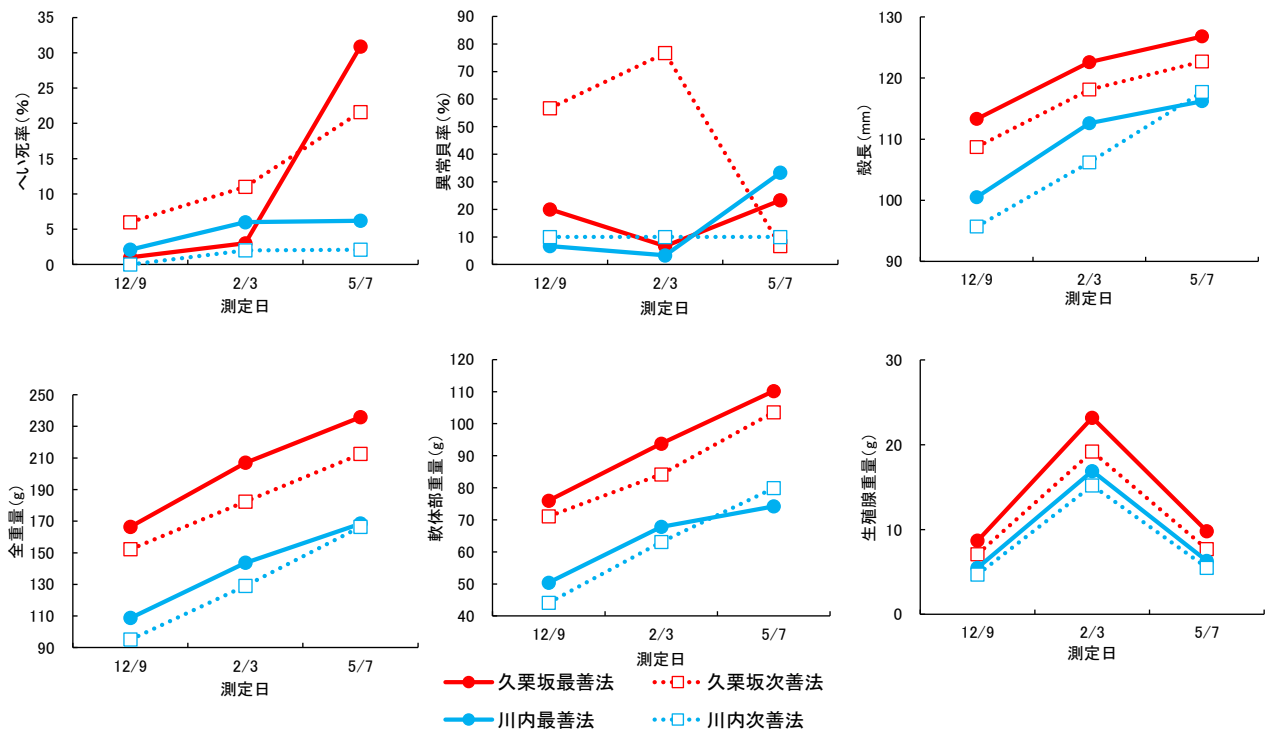 へい死率(%)
35
30
25
20
15
10
5
0
12/9 2/3 5/7
測定日
異常貝率(%)
90
80
70
60
50
40
30
20
10
0
12/9 2/3 5/7
測定日
殻長(mm)
130
120
110
100
90
12/9 2/3 5/7
測定日
全重量(g)
250
230
210
190
170
150
130
110
90
12/9 2/3 5/7
測定日
軟体部重量(g)
120
110
100
90
80
70
60
50
40
12/9 2/3 5/7
測定日
生殖腺重量(g)
30
20
10
0
12/9 2/3 5/7
測定日
久栗坂最善法 久栗坂次善法
川内最善法 川内次善法